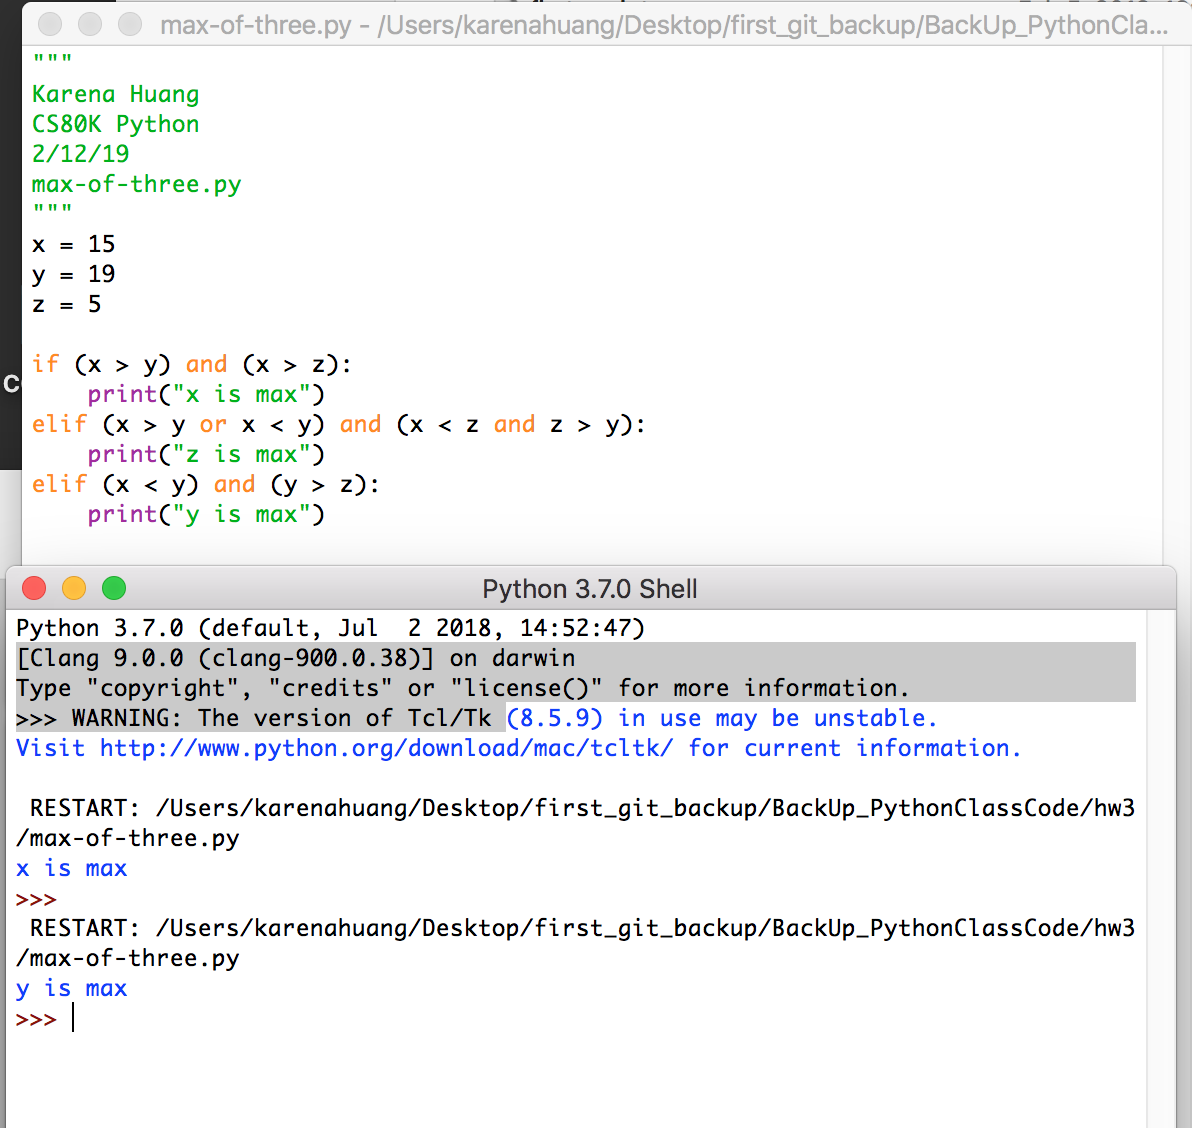 max-of-three.py - /Users/karenahuang/Desktop/first_git_backup/BackUp_PythonCla...
"""
Karena Huang
CS80K Python
2/12/19
max-of-three.py
"""
x = 15
y = 19
z = 5
if (x > y) and (x > z):
    print("x is max")
elif (x > y or x < y) and (x < z and z > y):
    print("z is max")
elif (x < y) and (y > z):
    print("y is max")
Python 3.7.0 Shell
Python 3.7.0 (default, Jul  2 2018, 14:52:47)
[Clang 9.0.0 (clang-900.0.38)] on darwin
Type "copyright", "credits" or "license()" for more information.
>>> WARNING: The version of Tcl/Tk (8.5.9) in use may be unstable.
Visit http://www.python.org/download/mac/tcltk/ for current information.
 RESTART: /Users/karenahuang/Desktop/first_git_backup/BackUp_PythonClassCode/hw3
/max-of-three.py
x is max
>>>
 RESTART: /Users/karenahuang/Desktop/first_git_backup/BackUp_PythonClassCode/hw3
/max-of-three.py
y is max
>>>